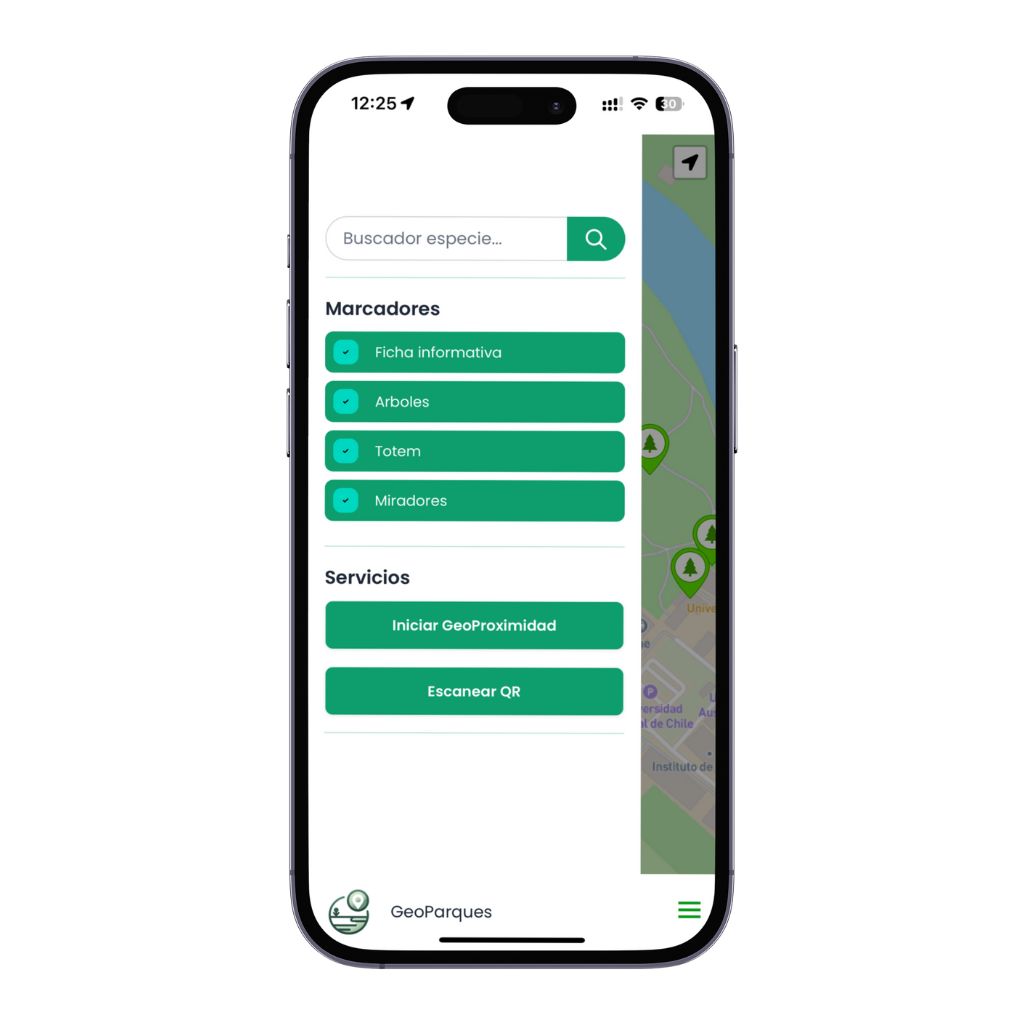 12:25
30
Buscador especie...
Marcadores
Ficha informativa
Arboles
Totem
Miradores
Servicios
Iniciar GeoProximidad
Escanear QR
Unive
P
ersidad
al de Chile
U
Aus
Instituto de
GeoParques